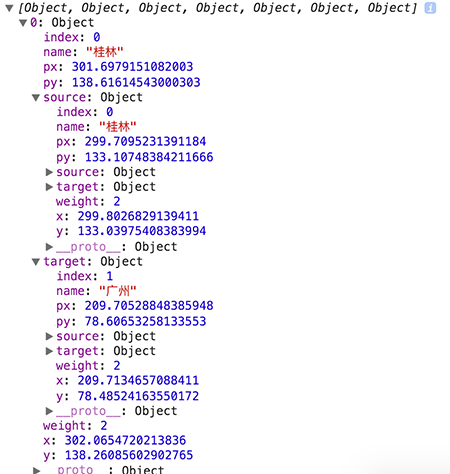 ▼ [Object, Object, Object, Object, Object, Object, Object] i
▼ 0: Object
index: 0
name: "桂林"
px: 301.6979151082003
py: 138.61614543000303
▼ source: Object
index: 0
name: "桂林"
px: 299.7095231391184
py: 133.10748384211666
▶ source: Object
▶ target: Object
weight: 2
x: 299.8026829139411
y: 133.03975408383994
▶ __proto__: Object
▼ target: Object
index: 1
name: "广州"
px: 209.70528848385948
py: 78.60653258133553
▶ source: Object
▶ target: Object
weight: 2
x: 209.7134657088411
y: 78.48524163550172
▶ __proto__: Object
weight: 2
x: 302.0654720213836
y: 138.26085602902765
▶ __proto__: Object